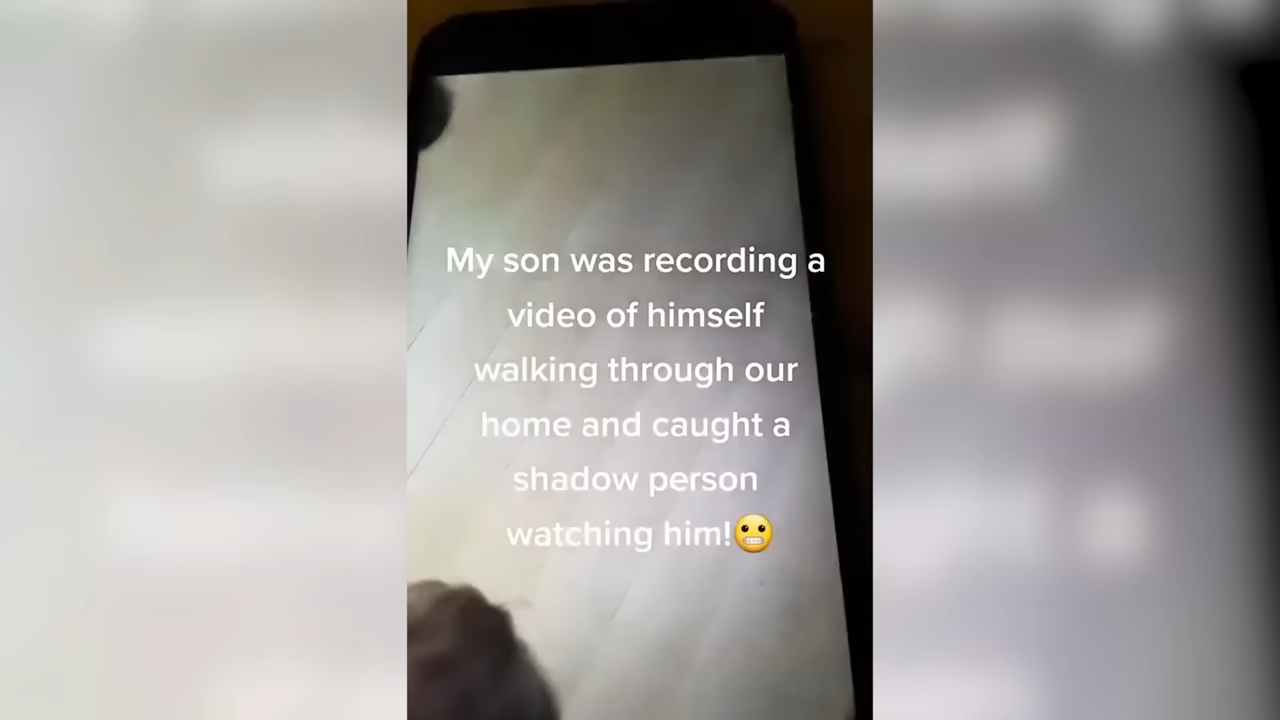 My son was recording a
video of himself
walking through our
home and caught a
shadow person
watching him!😬